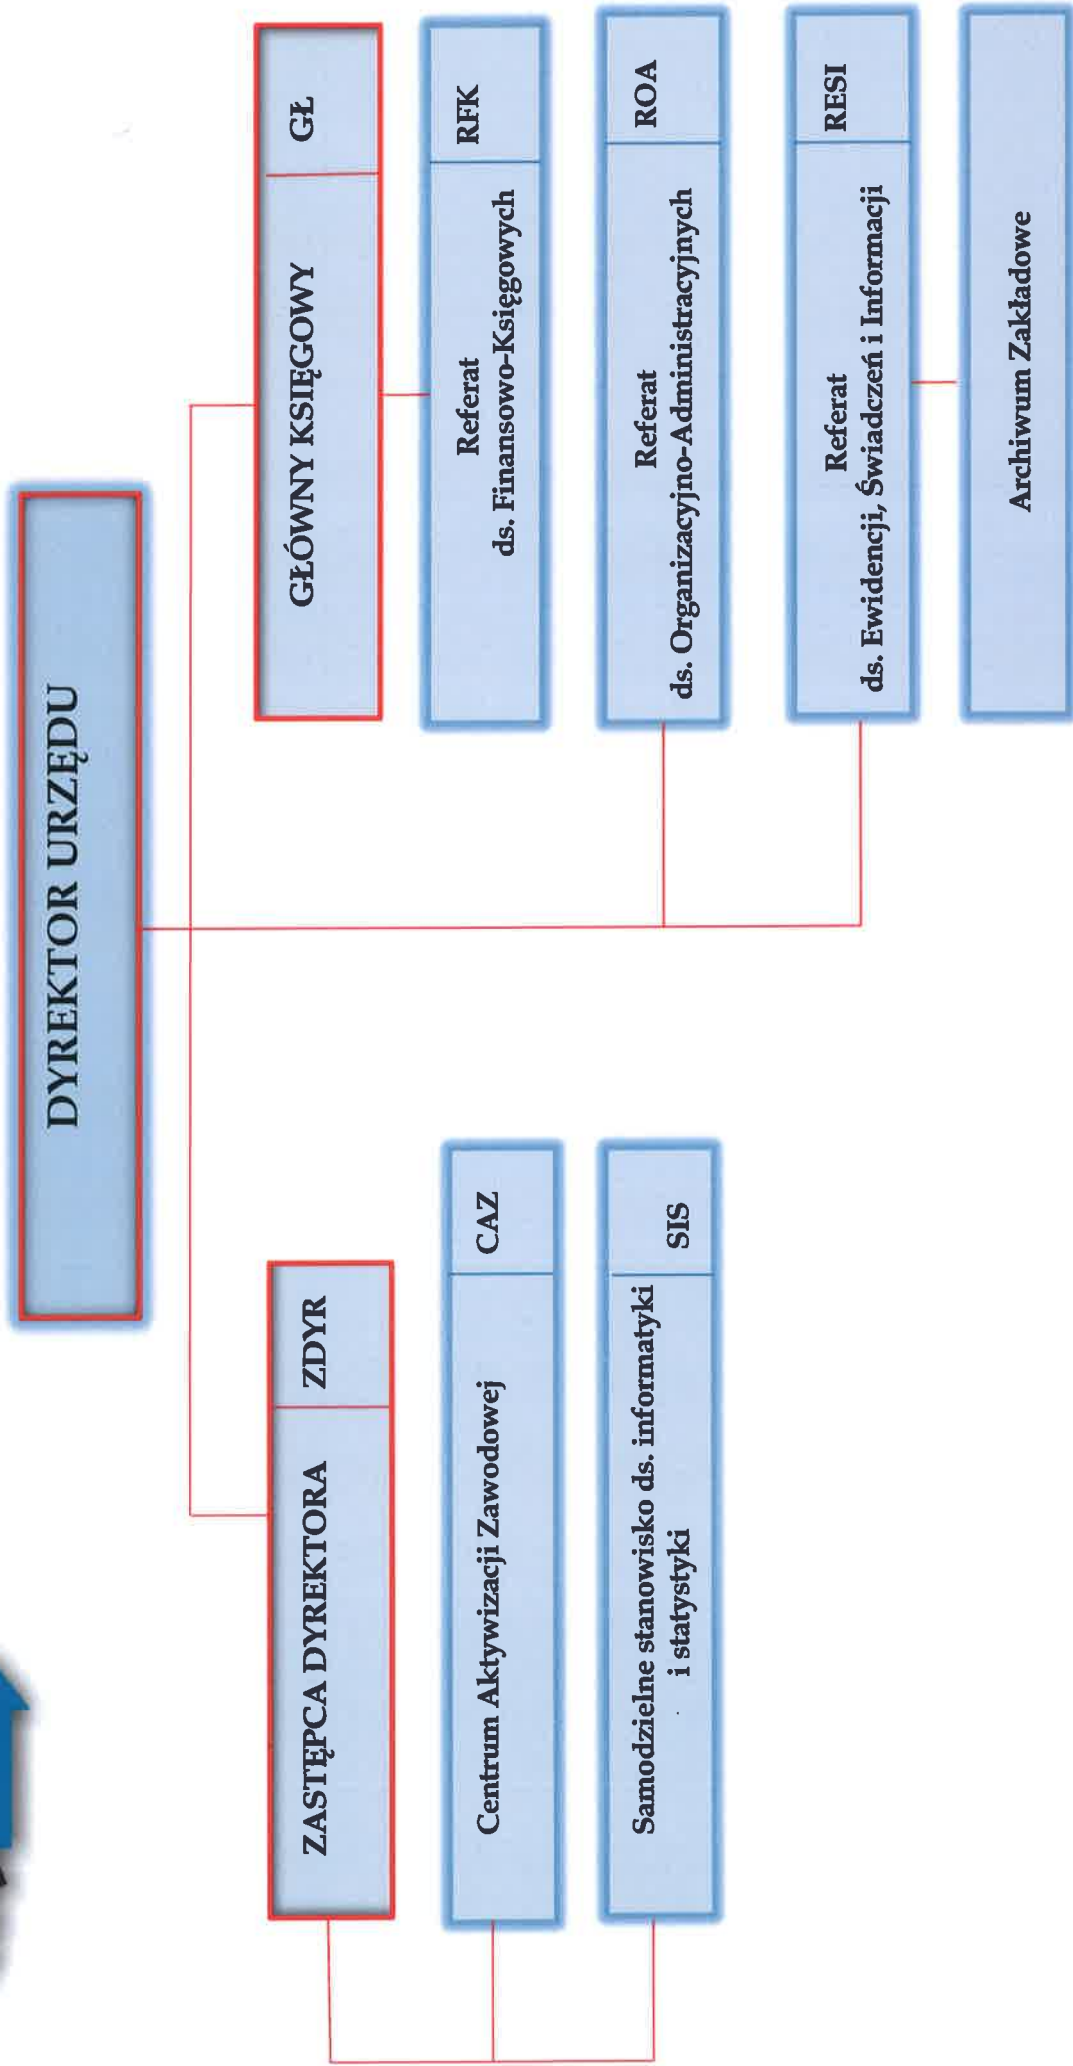 DYREKTOR URZĘDU
ZASTĘPCA DYREKTORA
ZDYR
Centrum Aktywizacji Zawodowej
CAZ
Samodzielne stanowisko ds. informatyki
i statystyki
SIS
GŁÓWNY KSIĘGOWY
GŁ
Referat
ds. Finansowo-Księgowych
RFK
Referat
ds. Organizacyjno-Administracyjnych
ROA
Referat
ds. Ewidencji, Świadczeń i Informacji
RESI
Archiwum Zakładowe